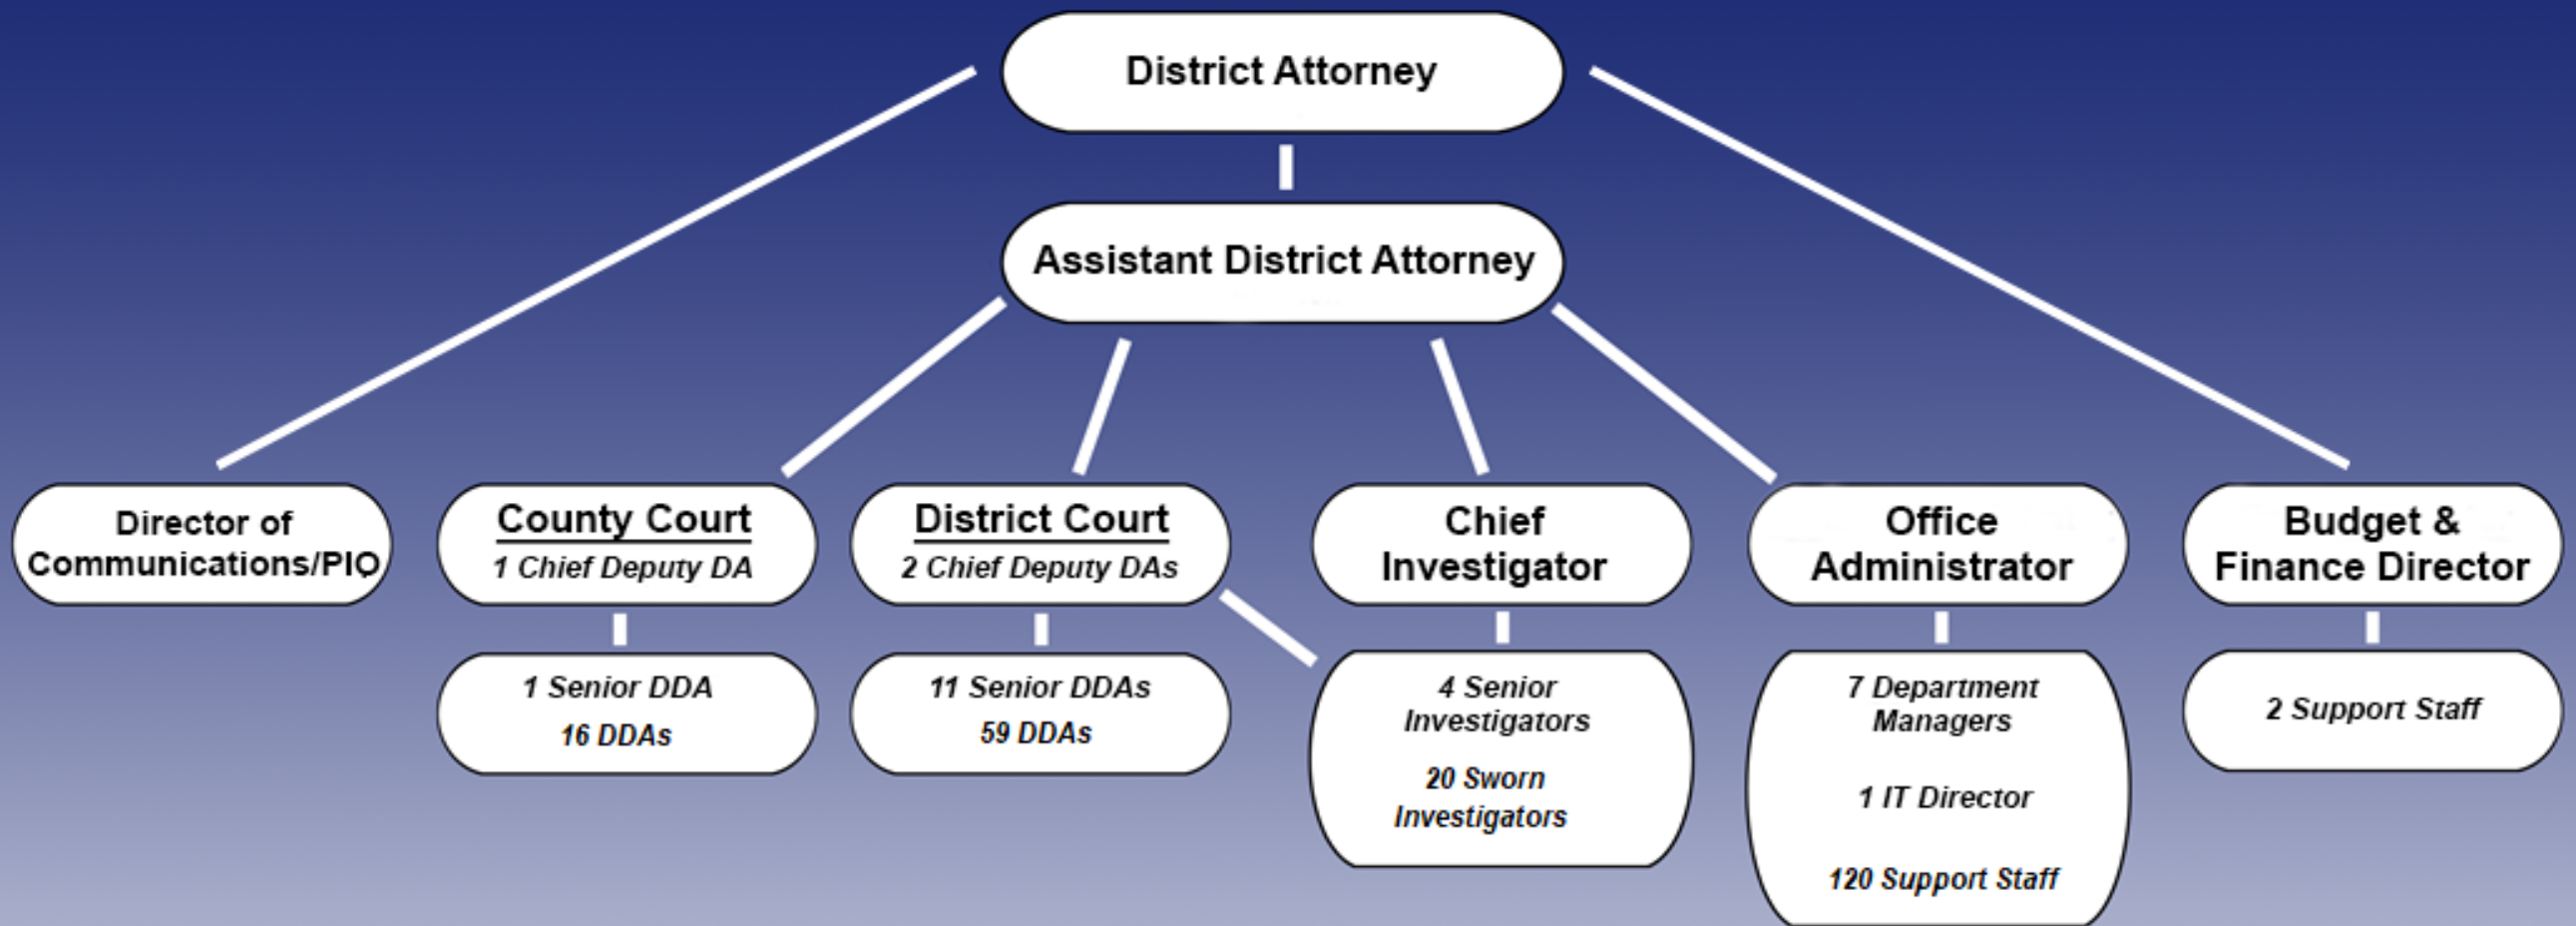 District Attorney
Assistant District Attorney
Director of
Communications/PIO
County Court
1 Chief Deputy DA
District Court
2 Chief Deputy DAs
Chief
Investigator
Office
Administrator
Budget &
Finance Director
1 Senior DDA
16 DDAs
11 Senior DDAs
59 DDAs
4 Senior
Investigators
20 Sworn
Investigators
7 Department
Managers
1 IT Director
120 Support Staff
2 Support Staff